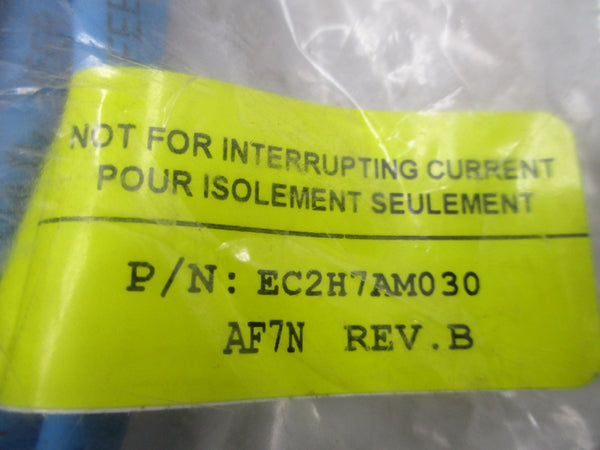 NOT FOR INTERRUPTING CURRENT
POUR ISOLEMENT SEULEMENT
P/N: EC2H7AM030
AF7N REV.B